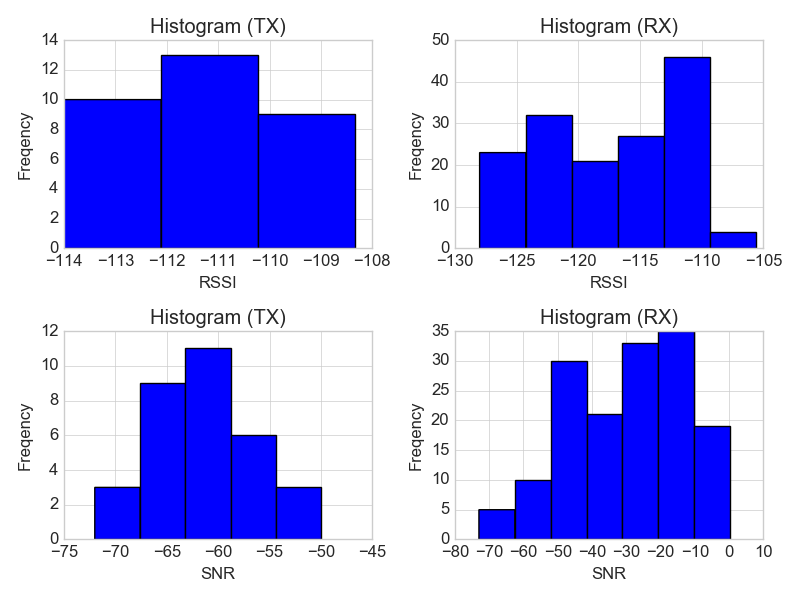 Histogram (TX)
14
12
10
8
6
4
2
0
Freqency
−114 −113 −112 −111 −110 −109 −108
RSSI
Histogram (RX)
50
40
30
20
10
0
Freqency
−130 −125 −120 −115 −110 −105
RSSI
Histogram (TX)
12
10
8
6
4
2
0
Freqency
−75 −70 −65 −60 −55 −50 −45
SNR
Histogram (RX)
35
30
25
20
15
10
5
0
Freqency
−80 −70 −60 −50 −40 −30 −20 −10 0 10
SNR